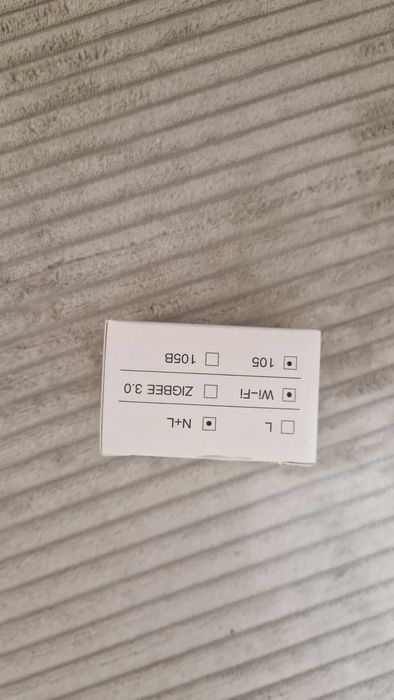 ☐ L ☑ N+L
☑ Wi-Fi ☐ ZIGBEE 3.0
☑ 105 ☐ 105B